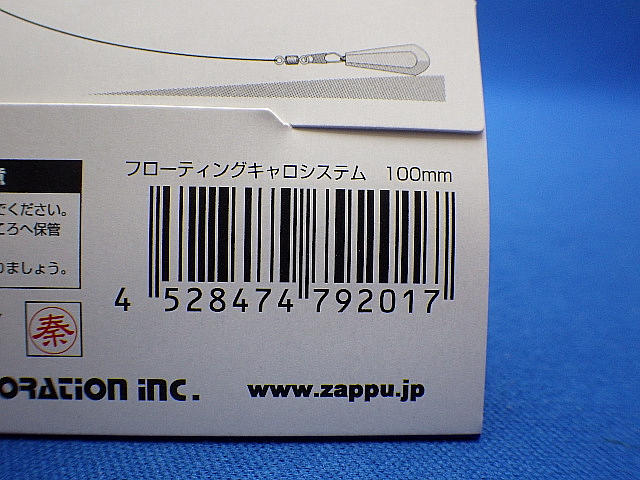 フローティングキャロシステム 100mm
でください。
ころへ保管
りましょう。
4 528474 792017
秦
ORATION INC.
www.zappu.jp